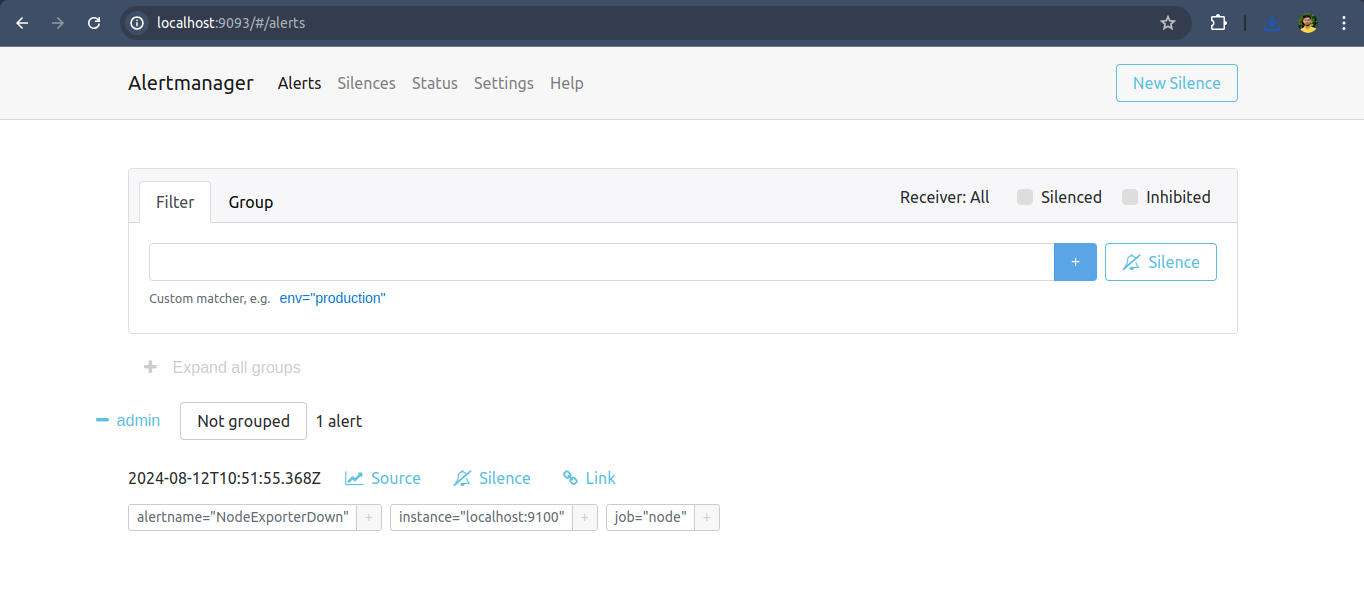 localhost:9093/#/alerts
Alertmanager Alerts Silences Status Settings Help New Silence
Filter Group Receiver: All Silenced Inhibited
+ Silence
Custom matcher, e.g. env="production"
+ Expand all groups
admin Not grouped 1 alert
2024-08-12T10:51:55.368Z Source Silence Link
alertname="NodeExporterDown" + instance="localhost:9100" + job="node" +